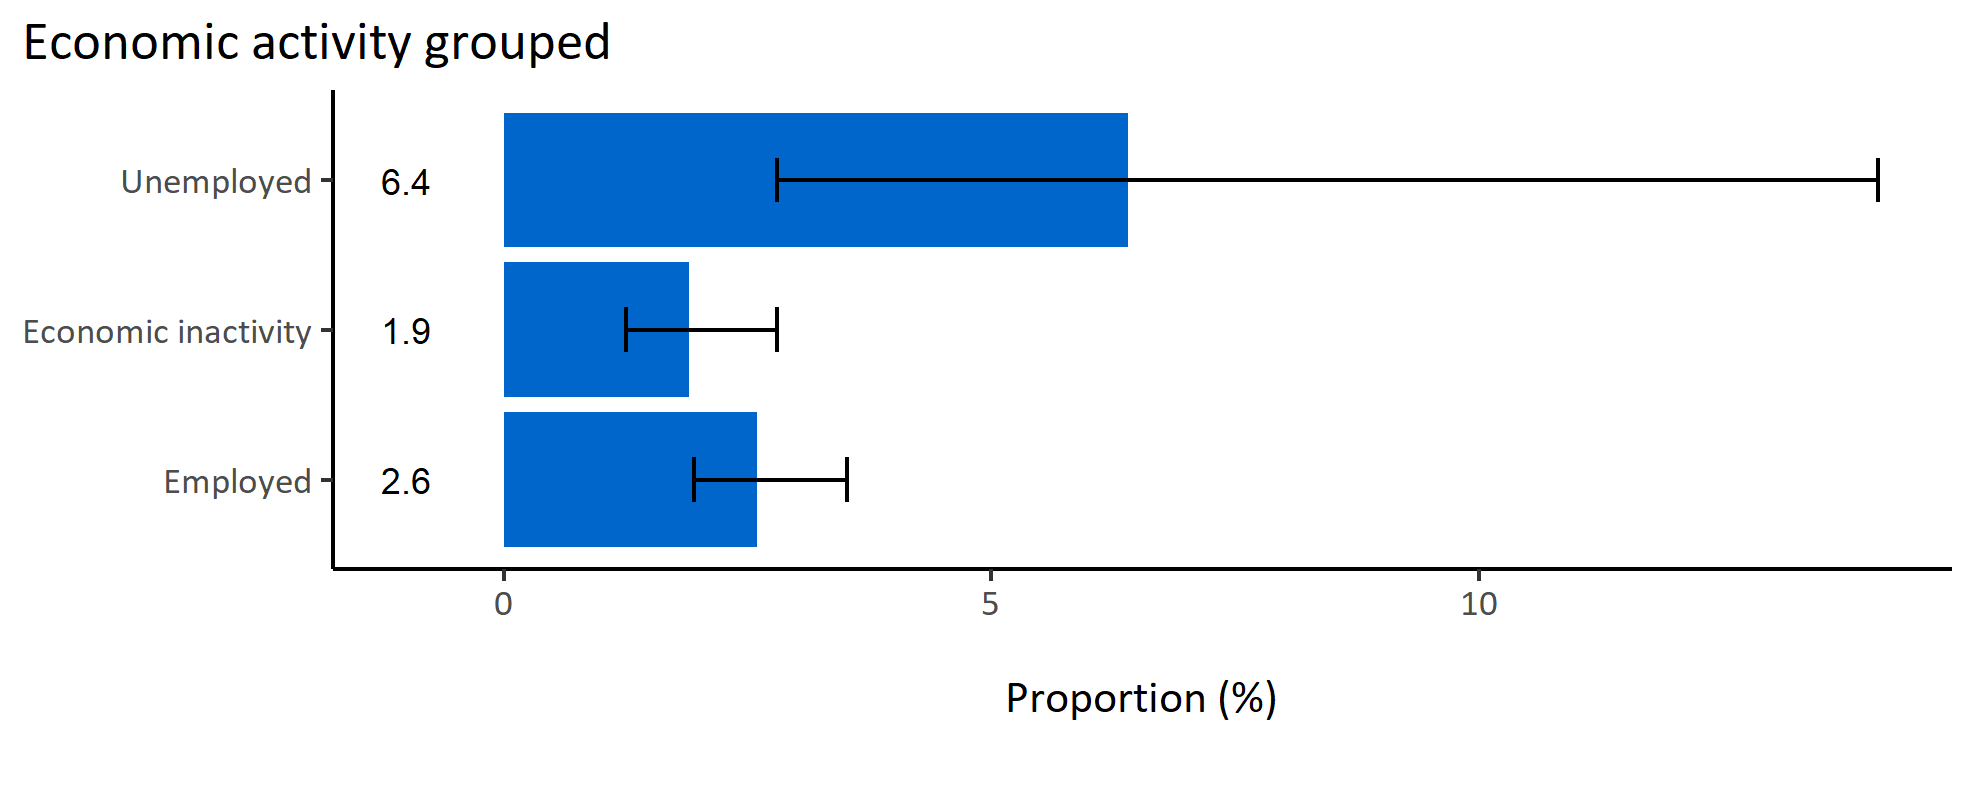 Economic activity grouped
Unemployed 6.4
Economic inactivity 1.9
Employed 2.6
0 5 10
Proportion (%)